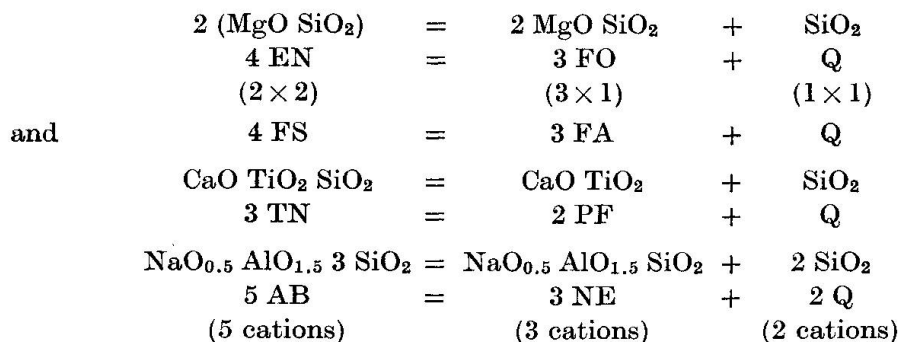 2 (MgO SiO₂) = 2 MgO SiO₂ + SiO₂
4 EN = 3 FO + Q
(2 × 2) (3 × 1) (1 × 1)
and 4 FS = 3 FA + Q
CaO TiO₂ SiO₂ = CaO TiO₂ + SiO₂
3 TN = 2 PF + Q
NaO₀.₅ AlO₁.₅ 3 SiO₂ = NaO₀.₅ AlO₁.₅ SiO₂ + 2 SiO₂
5 AB = 3 NE + 2 Q
(5 cations) (3 cations) (2 cations)